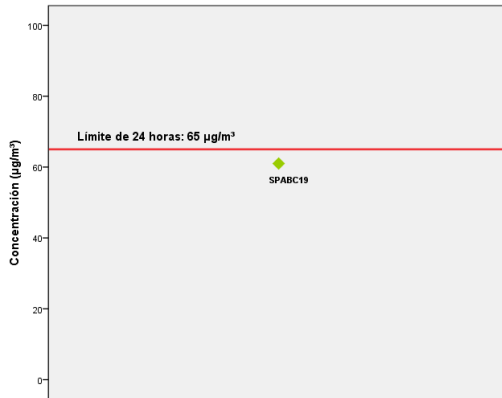 100
80
Límite de 24 horas: 65 µg/m³
60
SPABC19
40
20
0
Concentración (µg/m³)